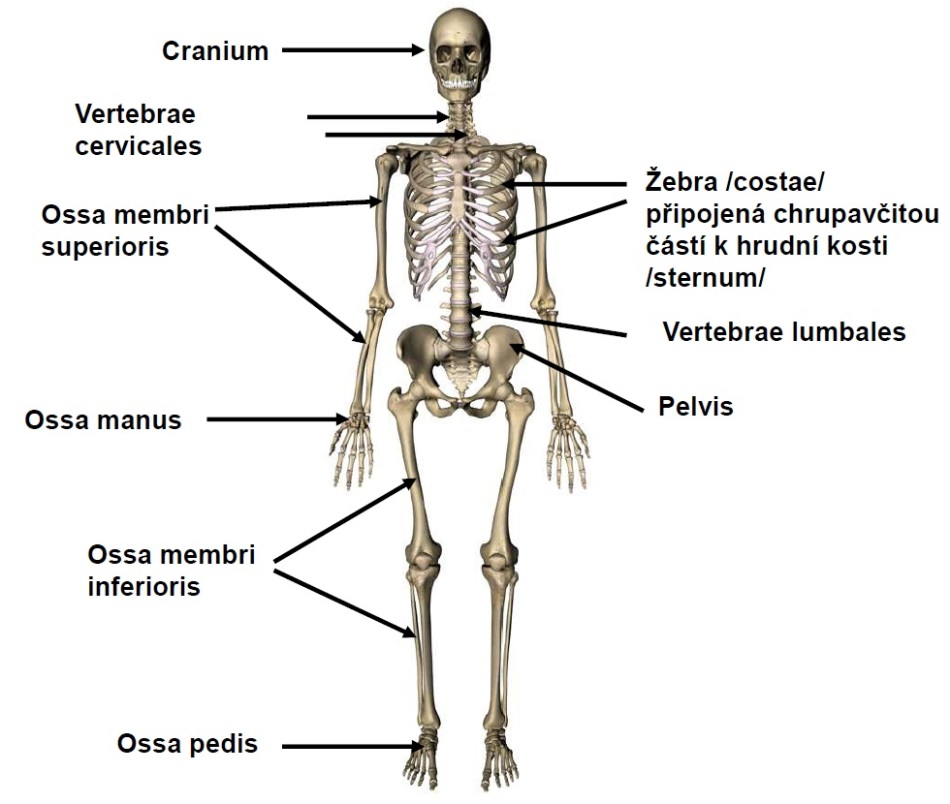 Cranium
Vertebrae
cervicales
Ossa membri
superioris
Žebra /costae/
připojená chrupavčitou
částí k hrudní kosti
/sternum/
Vertebrae lumbales
Pelvis
Ossa manus
Ossa membri
inferioris
Ossa pedis